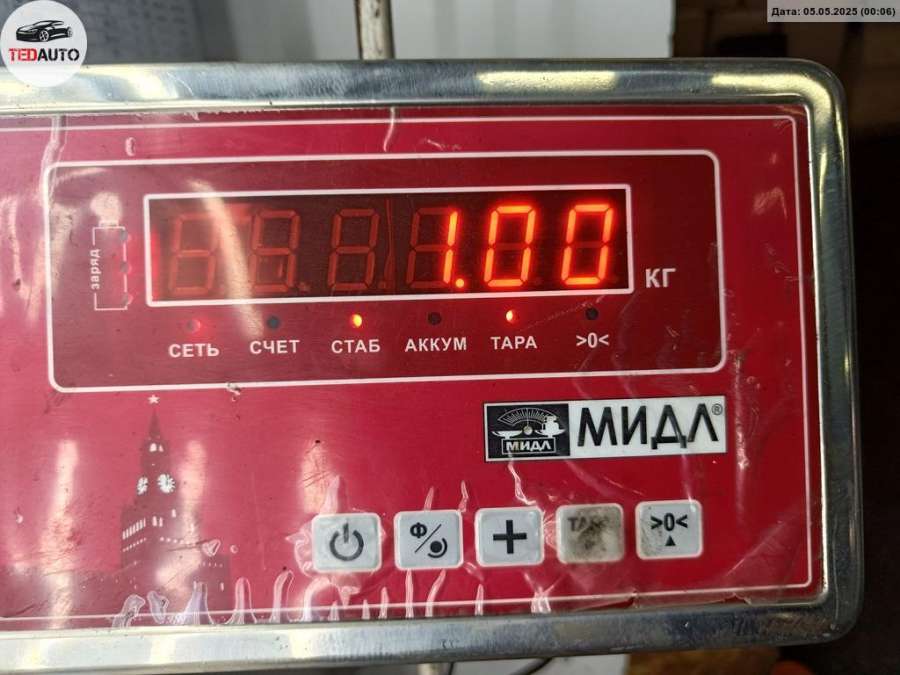 Дата: 05.05.2025 (00:06)
TEDAUTO
заряд
1.00
КГ
СЕТЬ СЧЕТ СТАБ АККУМ ТАРА >0<
МИДЛ МИДЛ®
Ф ТАРА >0<